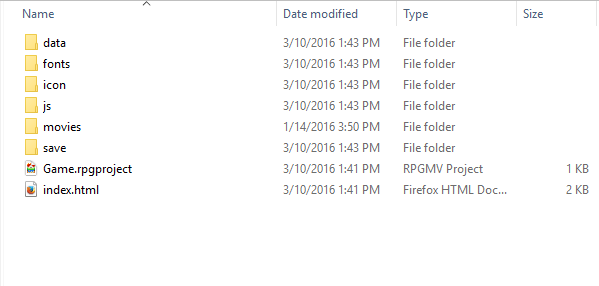 Name Date modified Type Size
data 3/10/2016 1:43 PM File folder
fonts 3/10/2016 1:43 PM File folder
icon 3/10/2016 1:43 PM File folder
js 3/10/2016 1:43 PM File folder
movies 1/14/2016 3:50 PM File folder
save 3/10/2016 1:43 PM File folder
Game.rpgproject 3/10/2016 1:41 PM RPGMV Project 1 KB
index.html 3/10/2016 1:41 PM Firefox HTML Doc... 2 KB